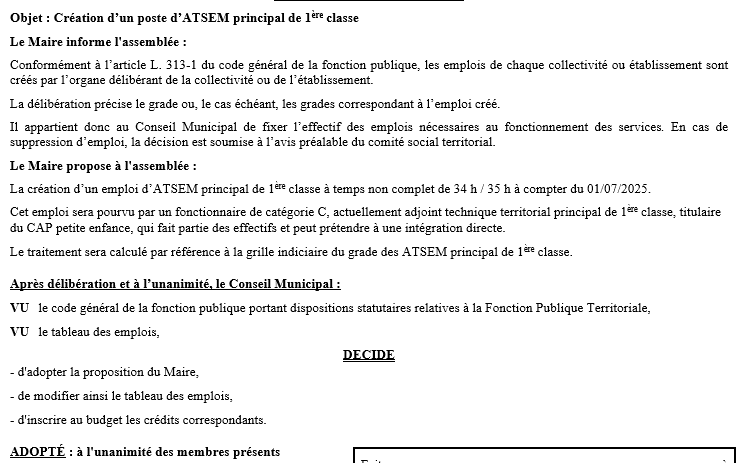 Objet : Création d'un poste d'ATSEM principal de 1ère classe
Le Maire informe l'assemblée :
Conformément à l'article L. 313-1 du code général de la fonction publique, les emplois de chaque collectivité ou établissement sont
créés par l'organe délibérant de la collectivité ou de l'établissement.
La délibération précise le grade ou, le cas échéant, les grades correspondant à l'emploi créé.
Il appartient donc au Conseil Municipal de fixer l'effectif des emplois nécessaires au fonctionnement des services. En cas de
suppression d'emploi, la décision est soumise à l'avis préalable du comité social territorial.
Le Maire propose à l'assemblée :
La création d'un emploi d'ATSEM principal de 1ère classe à temps non complet de 34 h / 35 h à compter du 01/07/2025.
Cet emploi sera pourvu par un fonctionnaire de catégorie C, actuellement adjoint technique territorial principal de 1ère classe, titulaire
du CAP petite enfance, qui fait partie des effectifs et peut prétendre à une intégration directe.
Le traitement sera calculé par référence à la grille indiciaire du grade des ATSEM principal de 1ère classe.
Après délibération et à l'unanimité, le Conseil Municipal :
VU le code général de la fonction publique portant dispositions statutaires relatives à la Fonction Publique Territoriale,
VU le tableau des emplois,
DECIDE
- d'adopter la proposition du Maire,
- de modifier ainsi le tableau des emplois,
- d'inscrire au budget les crédits correspondants.
ADOPTÉ : à l'unanimité des membres présents